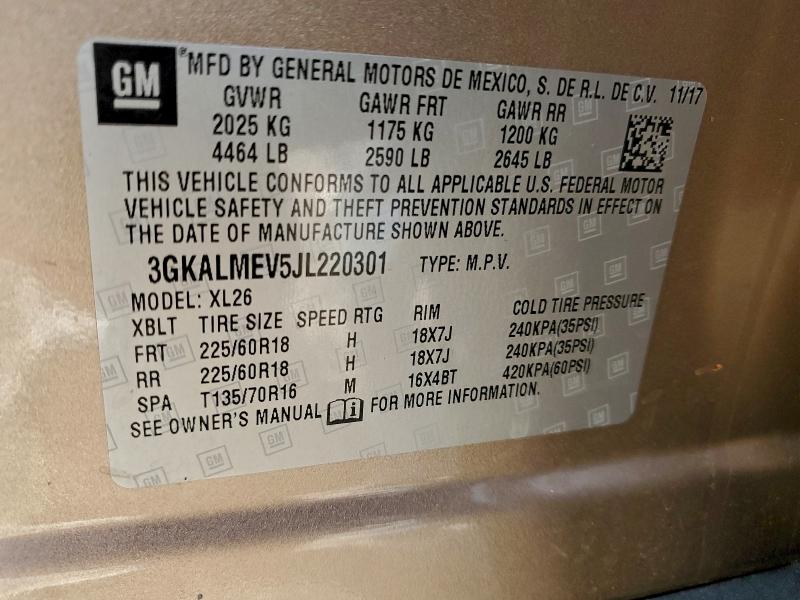 GM ®MFD BY GENERAL MOTORS DE MEXICO, S. DE R.L. DE C.V. 11/17
GVWR GAWR FRT GAWR RR
2025 KG 1175 KG 1200 KG
4464 LB 2590 LB 2645 LB
THIS VEHICLE CONFORMS TO ALL APPLICABLE U.S. FEDERAL MOTOR
VEHICLE SAFETY AND THEFT PREVENTION STANDARDS IN EFFECT ON
THE DATE OF MANUFACTURE SHOWN ABOVE.
3GKALMEV5JL220301 TYPE: M.P.V.
MODEL: XL26
XBLT TIRE SIZE SPEED RTG RIM COLD TIRE PRESSURE
FRT 225/60R18 H 18X7J 240KPA(35PSI)
RR 225/60R18 H 18X7J 240KPA(35PSI)
SPA T135/70R16 M 16X4BT 420KPA(60PSI)
SEE OWNER'S MANUAL i FOR MORE INFORMATION.